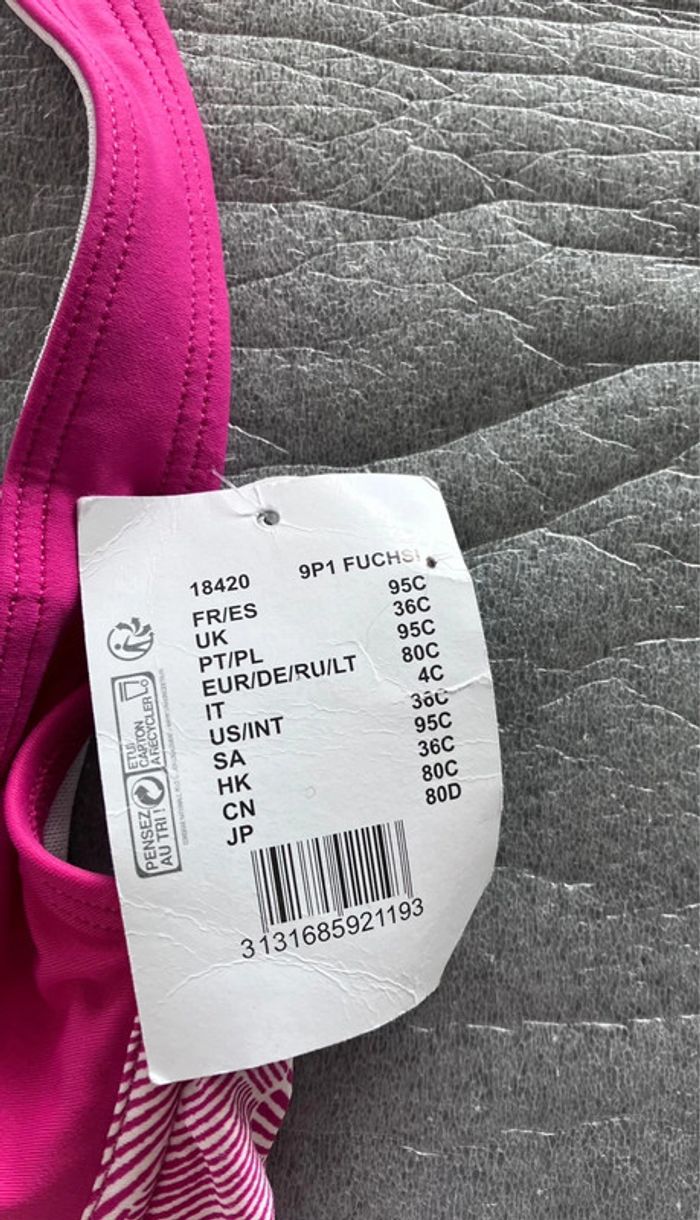 18420 9P1 FUCHSI
FR/ES 95C
UK 36C
PT/PL 95C
EUR/DE/RU/LT 80C
IT 4C
US/INT 36C
SA 95C
HK 36C
CN 80C
JP 80D
3131685921193
PENSEZ
AU TRI !
ETUI
CARTON
A RECYCLER